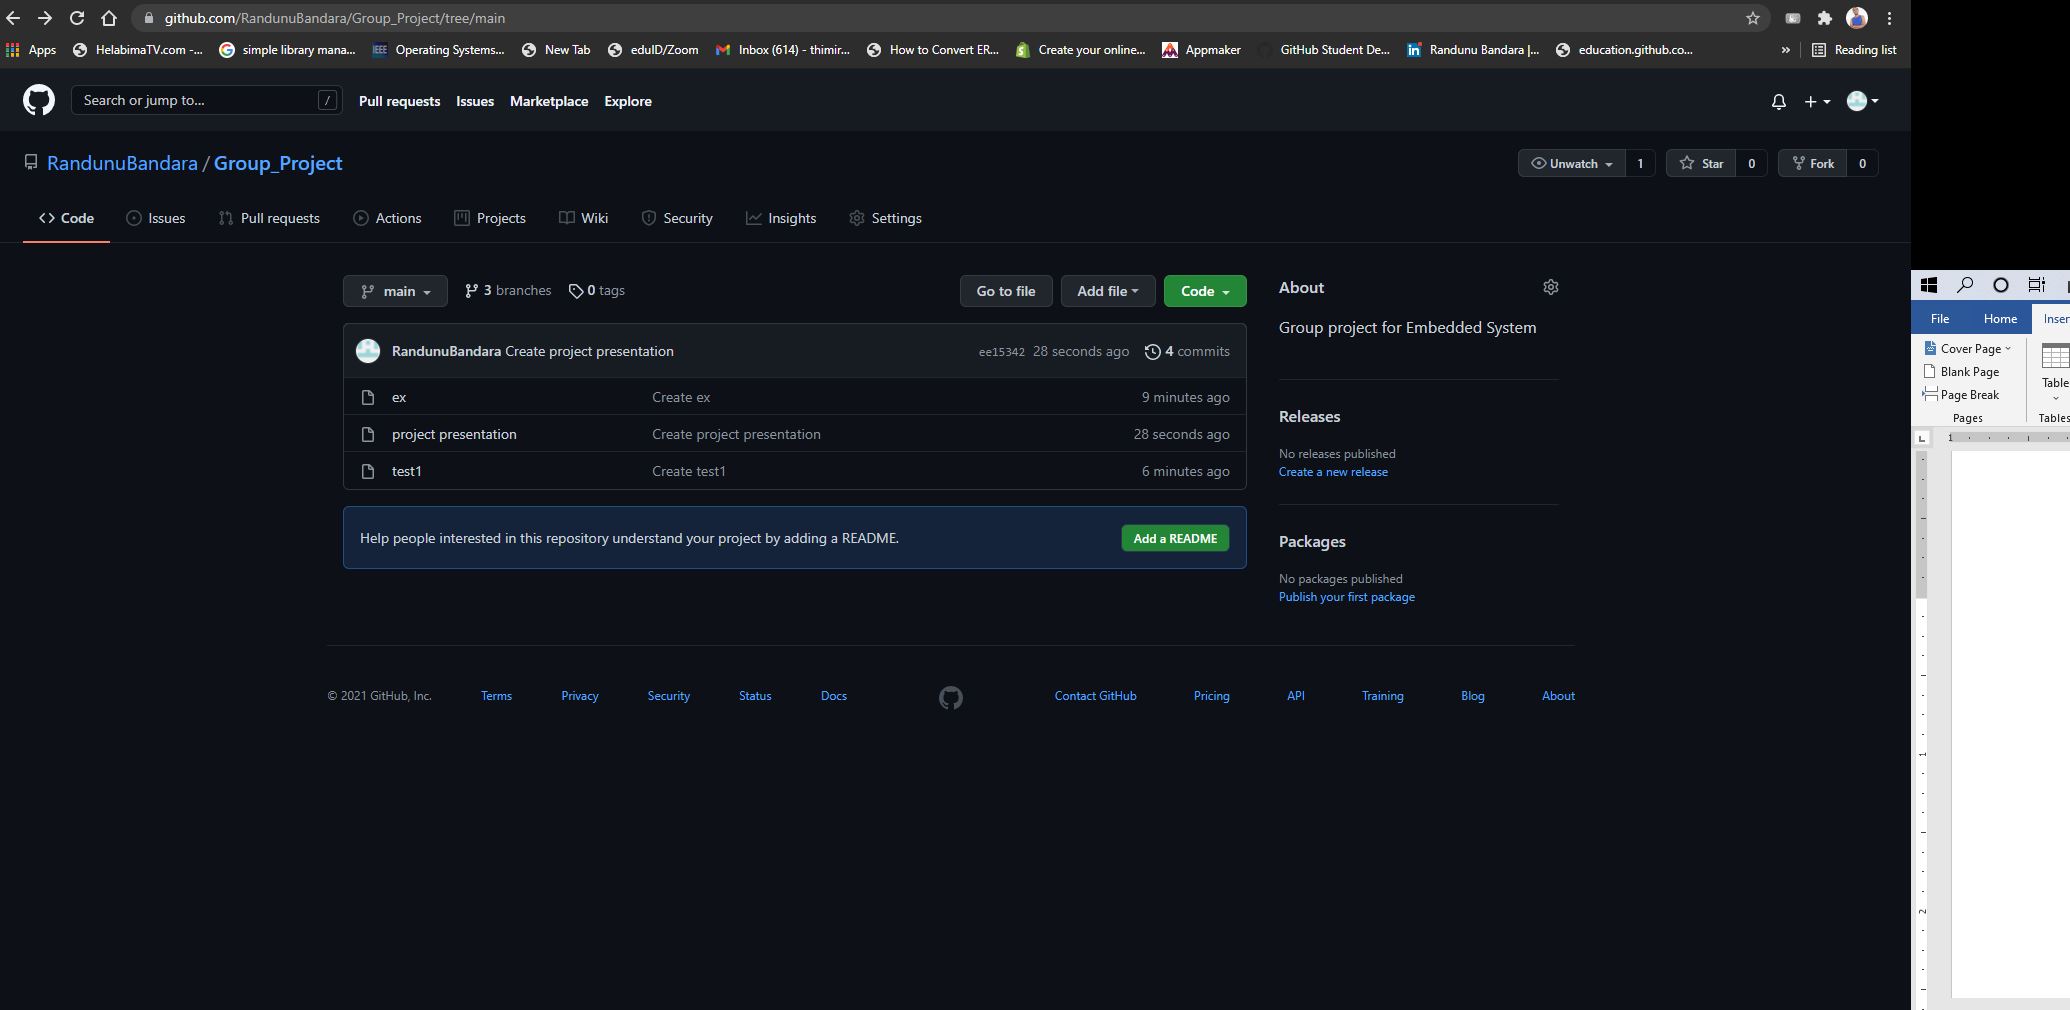 github.com/RandunuBandara/Group_Project/tree/main
Apps HelabimaTV.com -... simple library mana... IEEE Operating Systems... New Tab eduID/Zoom Inbox (614) - thimir... How to Convert ER... Create your online... Appmaker GitHub Student De... in Randunu Bandara |... education.github.co... » Reading list
Search or jump to... / Pull requests Issues Marketplace Explore
RandunuBandara / Group_Project Unwatch 1 Star 0 Fork 0
<> Code Issues Pull requests Actions Projects Wiki Security Insights Settings
main 3 branches 0 tags Go to file Add file Code
RandunuBandara Create project presentation ee15342 28 seconds ago 4 commits
ex Create ex 9 minutes ago
project presentation Create project presentation 28 seconds ago
test1 Create test1 6 minutes ago
Help people interested in this repository understand your project by adding a README. Add a README
About
Group project for Embedded System
Releases
No releases published
Create a new release
Packages
No packages published
Publish your first package
© 2021 GitHub, Inc. Terms Privacy Security Status Docs Contact GitHub Pricing API Training Blog About
File Home Inser
Cover Page
Blank Page
Page Break
Table
Pages Tables
1
1
2